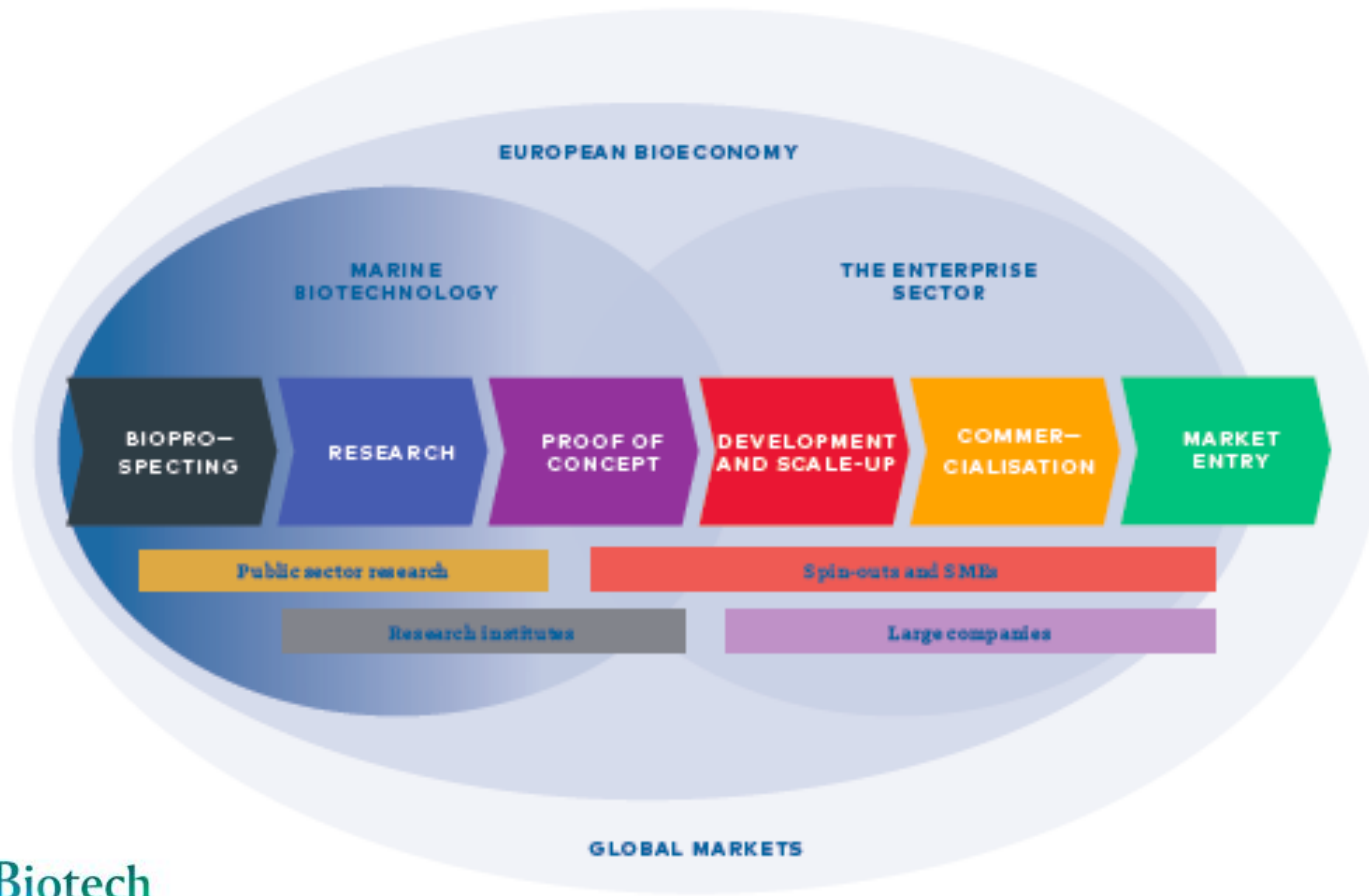 EUROPEAN BIOECONOMY
MARINE
BIOTECHNOLOGY
THE ENTERPRISE
SECTOR
BIOPRO—
SPECTING
RESEARCH
PROOF OF
CONCEPT
DEVELOPMENT
AND SCALE-UP
COMMER—
CIALISATION
MARKET
ENTRY
Public sector research
Spin-outs and SMEs
Research institutes
Large companies
GLOBAL MARKETS
Biotech